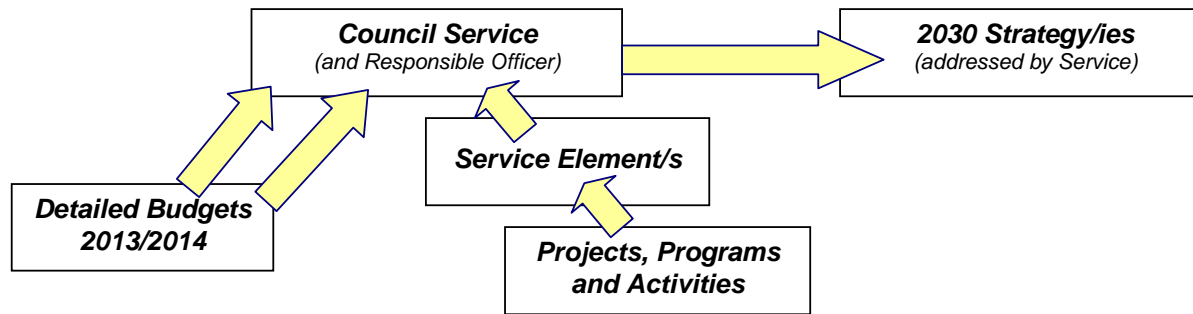 Council Service
(and Responsible Officer)
2030 Strategy/ies
(addressed by Service)
Service Element/s
Detailed Budgets
2013/2014
Projects, Programs
and Activities